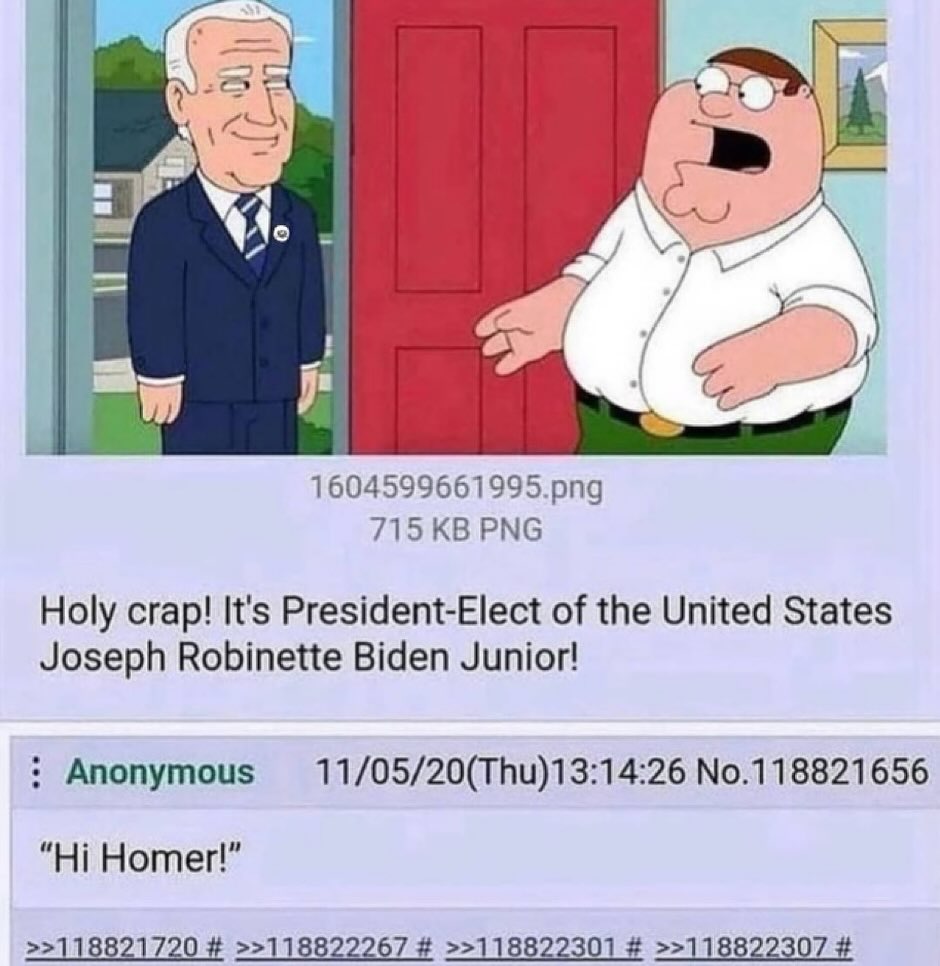 1604599661995.png
715 KB PNG
Holy crap! It's President-Elect of the United States
Joseph Robinette Biden Junior!
Anonymous 11/05/20(Thu)13:14:26 No.118821656
“Hi Homer!”
>>118821720 # >>118822267 # >>118822301 # >>118822307 #